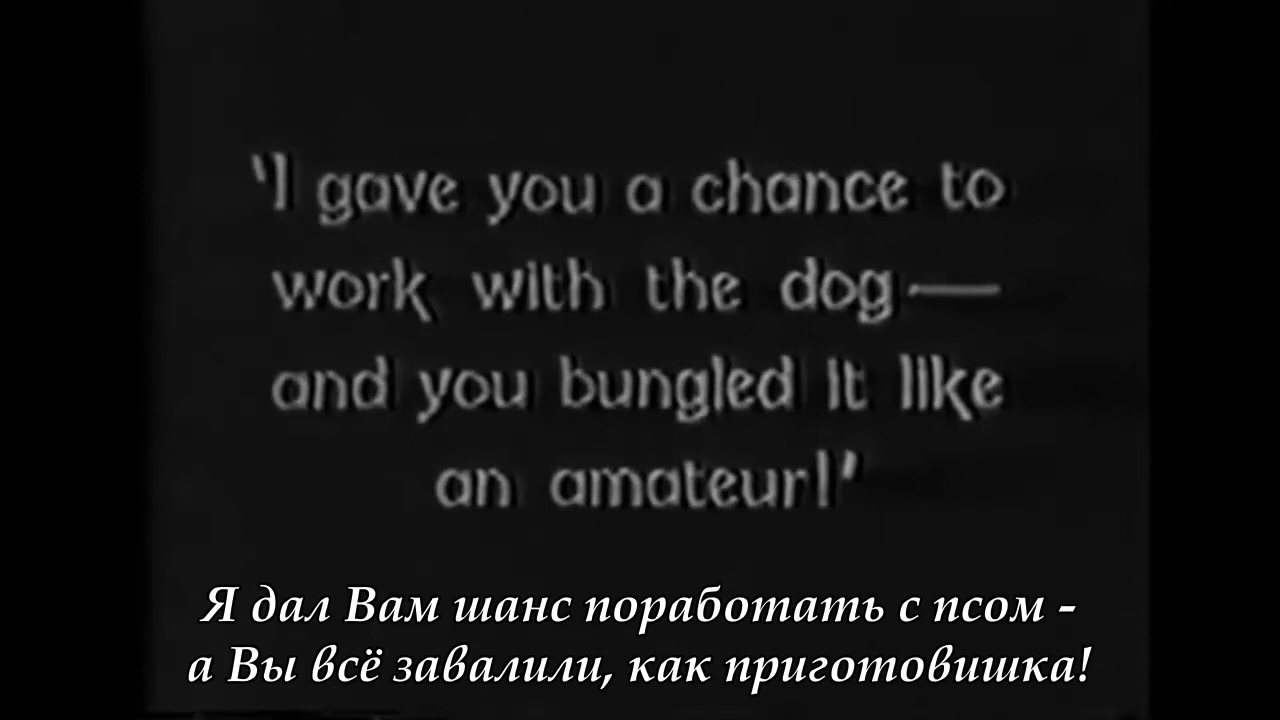 'I gave you a chance to
work with the dog—
and you bungled it like
an amateur!'
Я дал Вам шанс поработать с псом -
а Вы всё завалили, как приготовишка!